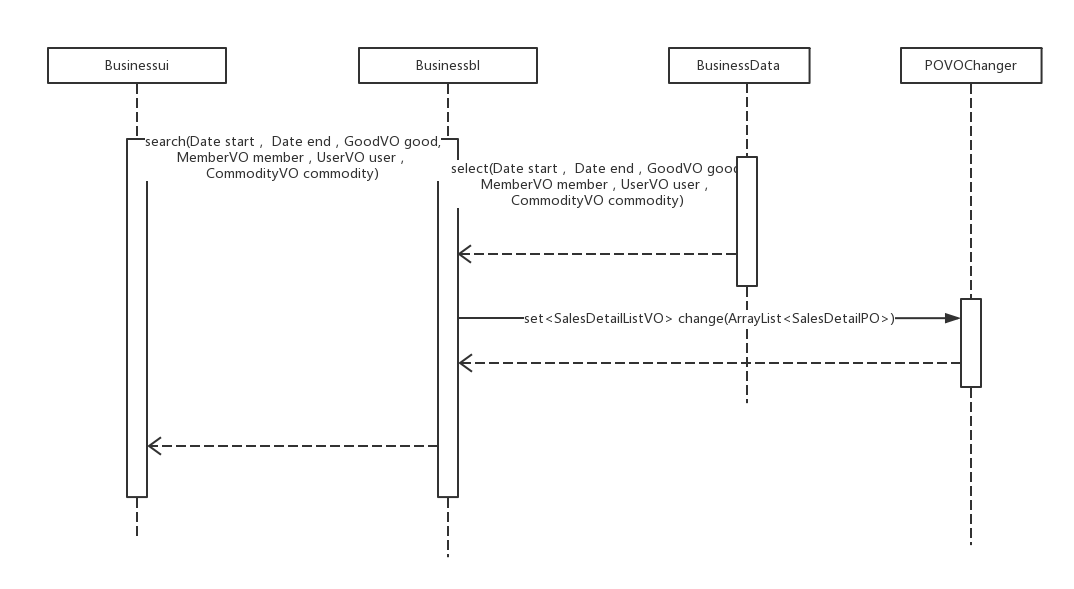 Businessui
Businessbl
BusinessData
POVOChanger
search(Date start , Date end , GoodVO good,
MemberVO member , UserVO user ,
CommodityVO commodity)
select(Date start , Date end , GoodVO good
MemberVO member , UserVO user ,
CommodityVO commodity)
set<SalesDetailListVO> change(ArrayList<SalesDetailPO>)